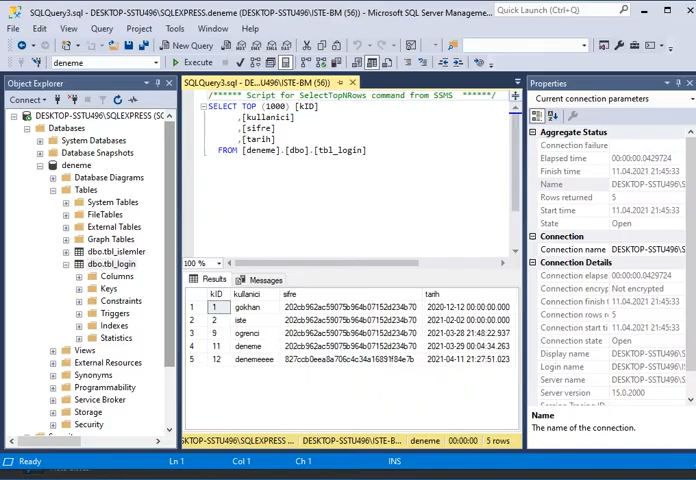 SQLQuery3.sql - DESKTOP-SSTU496\SQLEXPRESS.deneme (DESKTOP-SSTU496\ISTE-BM (56)) - Microsoft SQL Server Manageme...
Quick Launch (Ctrl+Q)
File Edit View Query Project Tools Window Help
New Query
deneme
Execute
Object Explorer
Connect
DESKTOP-SSTU496\SQLEXPRESS (SQ
Databases
System Databases
Database Snapshots
deneme
Database Diagrams
Tables
System Tables
FileTables
External Tables
Graph Tables
dbo.tbl_islemler
dbo.tbl_login
Columns
Keys
Constraints
Triggers
Indexes
Statistics
Views
External Resources
Synonyms
Programmability
Service Broker
Storage
Security
SQLQuery3.sql - DE...U496\ISTE-BM (56))
/****** Script for SelectTopNRows command from SSMS ******/
SELECT TOP (1000) [kID]
,[kullanici]
,[sifre]
,[tarih]
FROM [deneme].[dbo].[tbl_login]
100 %
Results Messages
kID kullanici sifre tarih
1 1 gokhan 202cb962ac59075b964b07152d234b70 2020-12-12 00:00:00.000
2 2 iste 202cb962ac59075b964b07152d234b70 2021-02-02 00:00:00.000
3 9 ogrenci 202cb962ac59075b964b07152d234b70 2021-03-28 21:48:22.937
4 11 deneme 202cb962ac59075b964b07152d234b70 2021-03-29 00:04:34.263
5 12 denemeeee 827ccb0eea8a706c4c34a16891f84e7b 2021-04-11 21:27:51.023
SKTOP-SSTU496\SQLEXPRESS ... DESKTOP-SSTU496\ISTE-B... deneme 00:00:00 5 rows
Properties
Current connection parameters
Aggregate Status
Connection failure
Elapsed time 00:00:00.0429724
Finish time 11.04.2021 21:45:33
Name DESKTOP-SSTU496\S
Rows returned 5
Start time 11.04.2021 21:45:33
State Open
Connection
Connection name DESKTOP-SSTU496\S
Connection Details
Connection elapse 00:00:00.0429724
Connection encryp Not encrypted
Connection finish t 11.04.2021 21:45:33
Connection rows r 5
Connection start ti 11.04.2021 21:45:33
Connection state Open
Display name DESKTOP-SSTU496\S
Login name DESKTOP-SSTU496\
Server name DESKTOP-SSTU496\S
Server version 15.0.2000
Name
The name of the connection.
Ready Ln 1 Col 1 Ch 1 INS